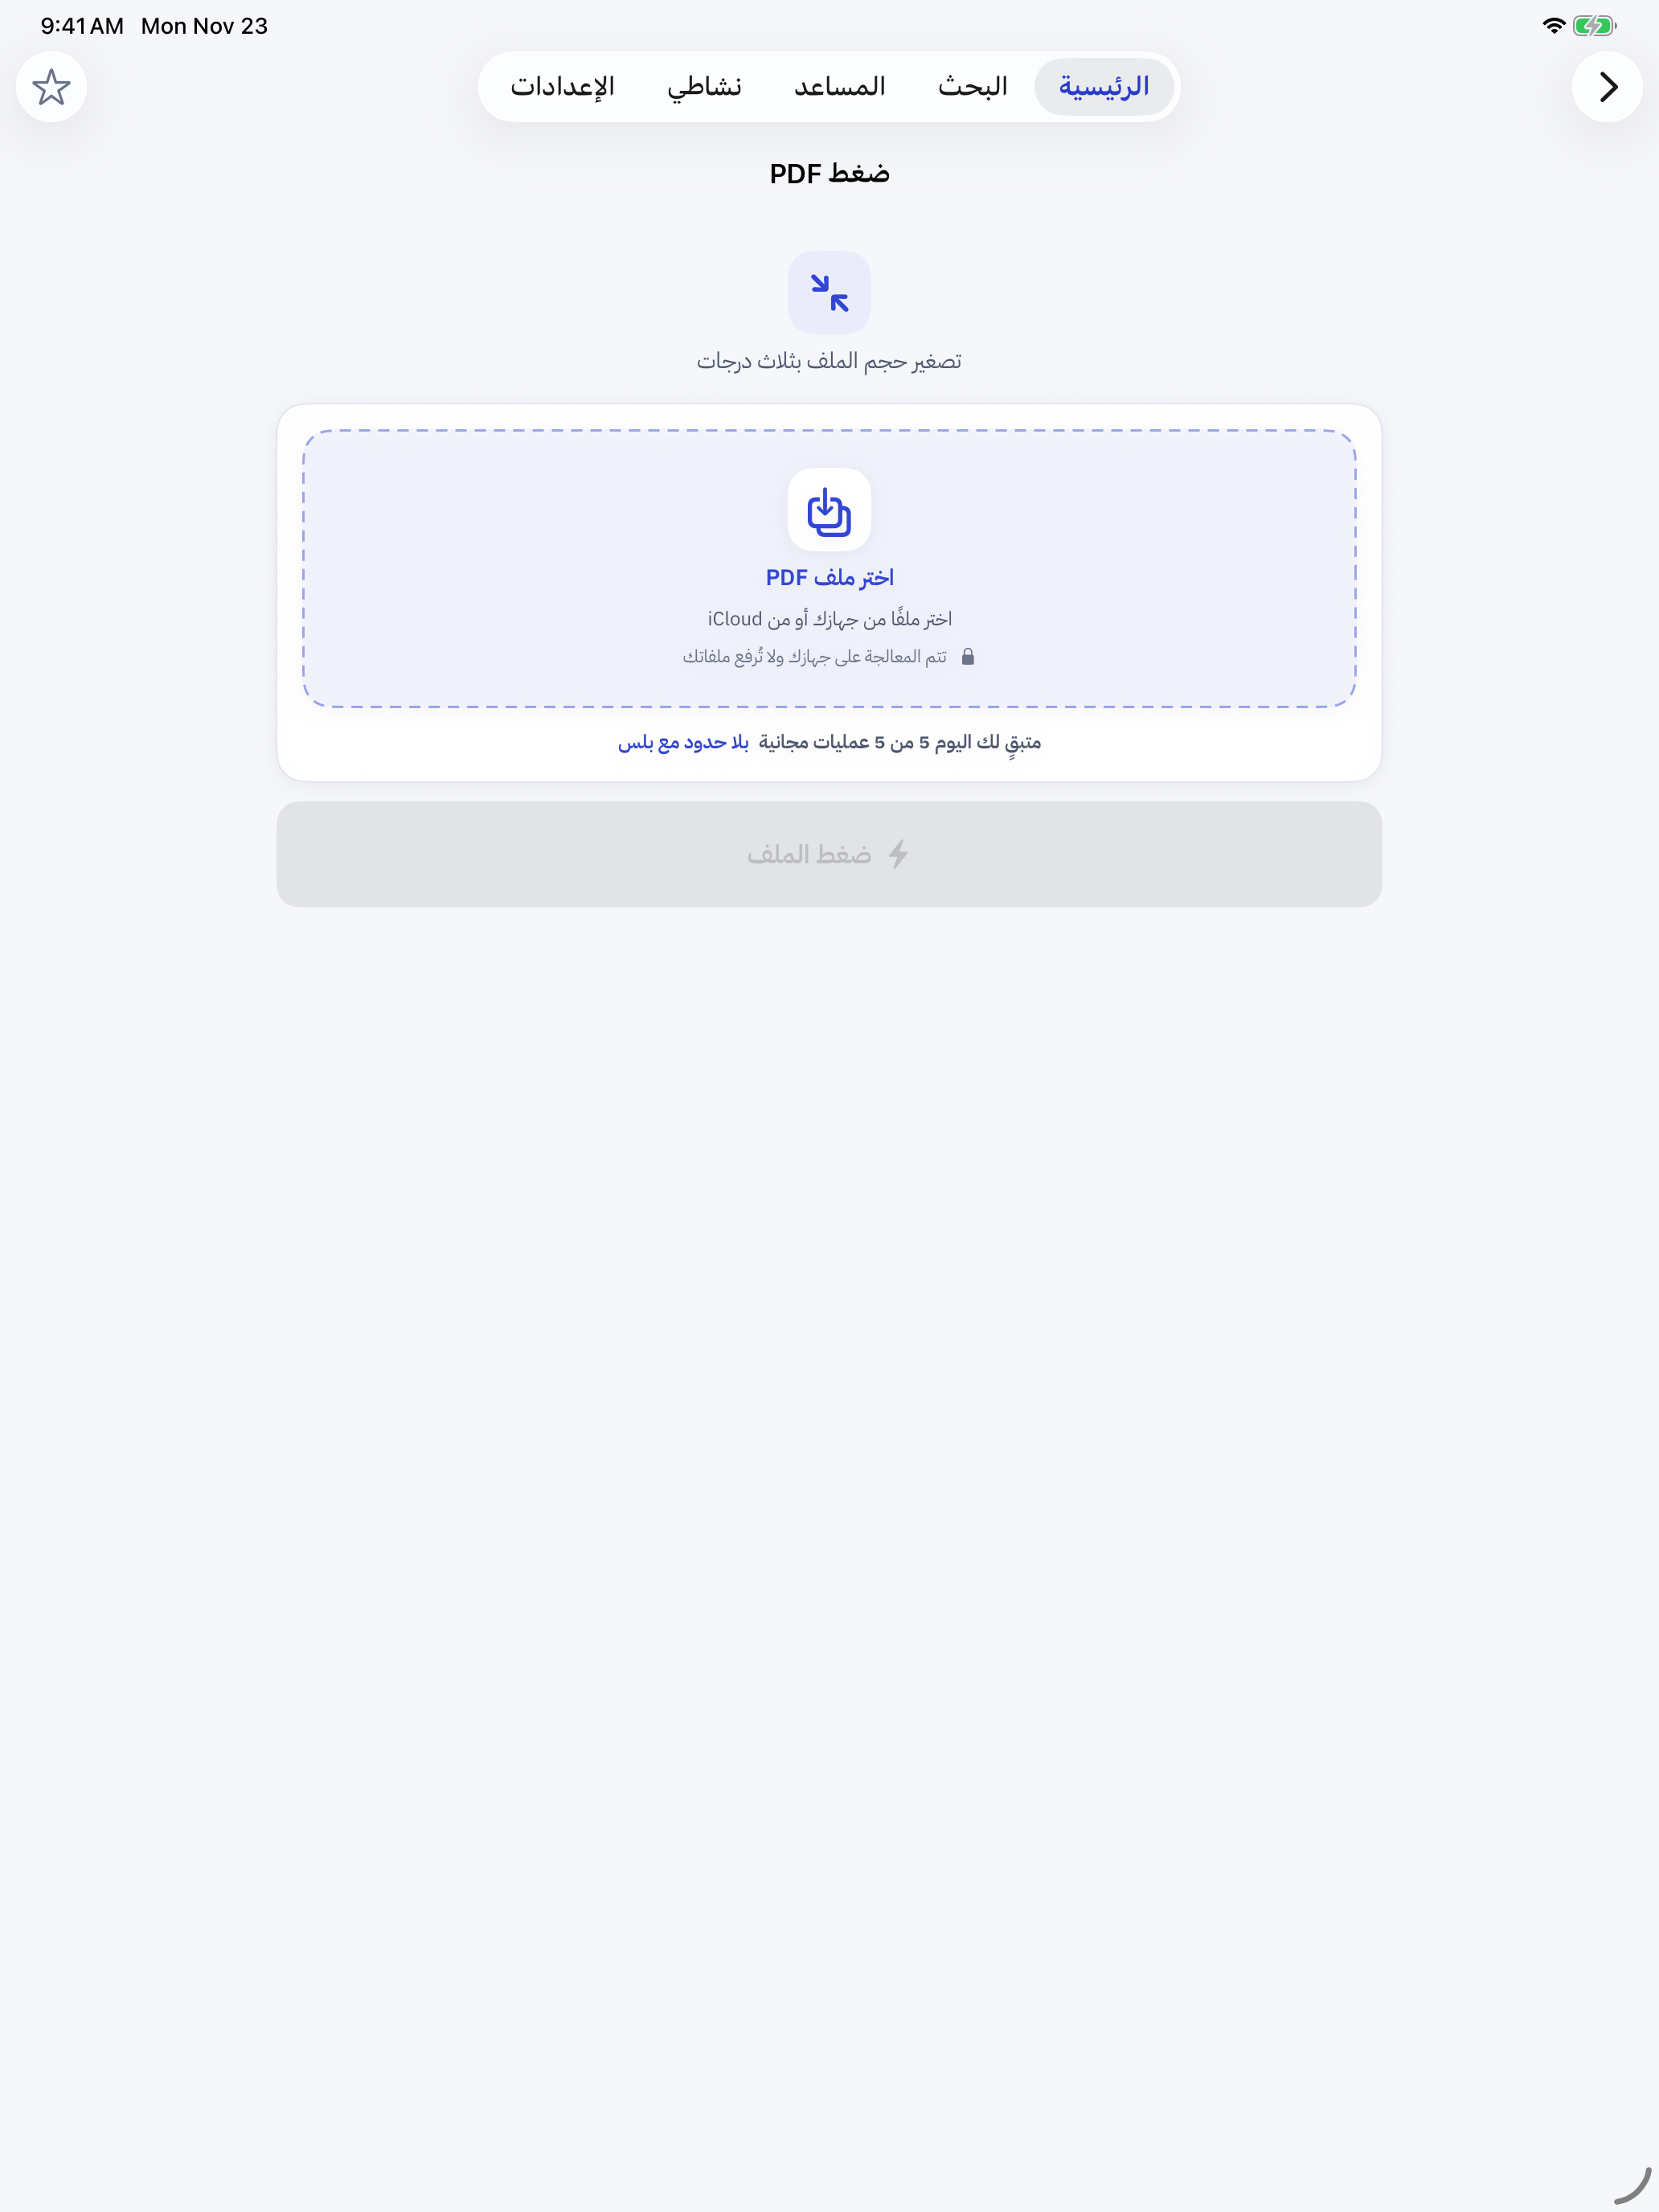 9:41 AM Mon Nov 23
الرئيسية البحث المساعد نشاطي الإعدادات
ضغط PDF
تصغير حجم الملف بثلاث درجات
اختر ملف PDF
اختر ملفًا من جهازك أو من iCloud
تتم المعالجة على جهازك ولا تُرفع ملفاتك
متبقٍ لك اليوم 5 من 5 عمليات مجانية بلا حدود مع بلس
ضغط الملف